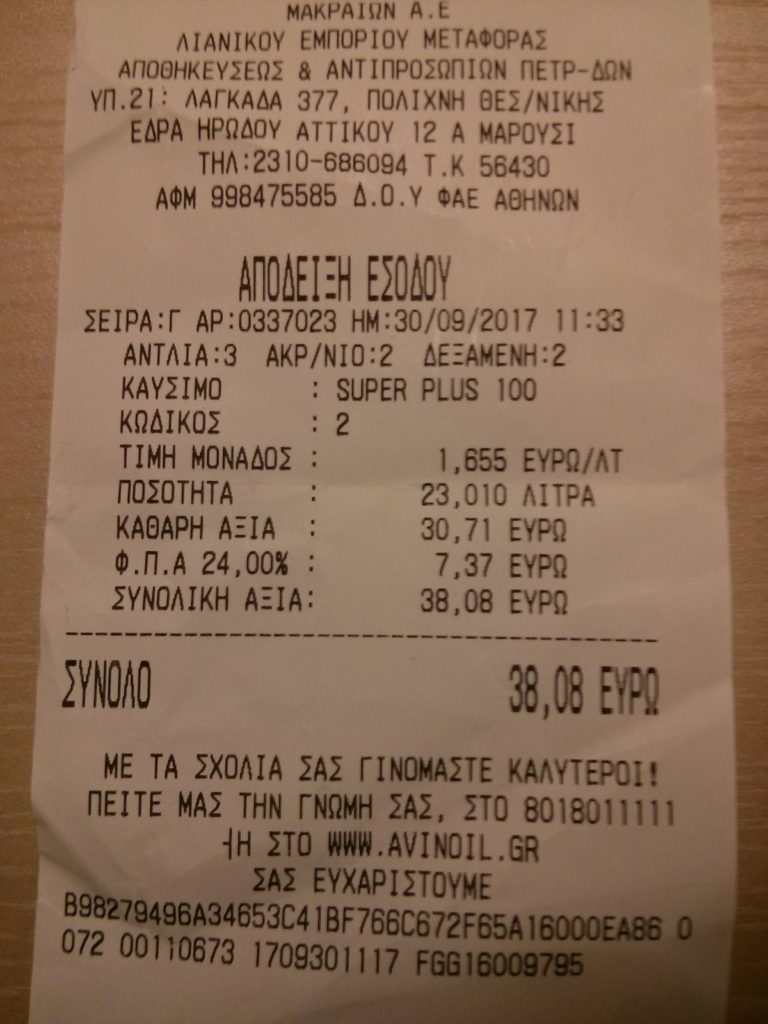 ΜΑΚΡΑΙΩΝ Α.Ε
ΛΙΑΝΙΚΟΥ ΕΜΠΟΡΙΟΥ ΜΕΤΑΦΟΡΑΣ
ΑΠΟΘΗΚΕΥΣΕΩΣ & ΑΝΤΙΠΡΟΣΩΠΙΩΝ ΠΕΤΡ-ΔΩΝ
ΥΠ.21: ΛΑΓΚΑΔΑ 377, ΠΟΛΙΧΝΗ ΘΕΣ/ΝΙΚΗΣ
ΕΔΡΑ ΗΡΩΔΟΥ ΑΤΤΙΚΟΥ 12 Α ΜΑΡΟΥΣΙ
ΤΗΛ:2310-686094 Τ.Κ 56430
ΑΦΜ 998475585 Δ.Ο.Υ ΦΑΕ ΑΘΗΝΩΝ
ΑΠΟΔΕΙΞΗ ΕΣΟΔΟΥ
ΣΕΙΡΑ:Γ ΑΡ:0337023 ΗΜ:30/09/2017 11:33
ΑΝΤΛΙΑ:3 ΑΚΡ/ΝΙΟ:2 ΔΕΞΑΜΕΝΗ:2
ΚΑΥΣΙΜΟ : SUPER PLUS 100
ΚΩΔΙΚΟΣ : 2
ΤΙΜΗ ΜΟΝΑΔΟΣ : 1,655 ΕΥΡΩ/ΛΤ
ΠΟΣΟΤΗΤΑ : 23,010 ΛΙΤΡΑ
ΚΑΘΑΡΗ ΑΞΙΑ : 30,71 ΕΥΡΩ
Φ.Π.Α 24,00% : 7,37 ΕΥΡΩ
ΣΥΝΟΛΙΚΗ ΑΞΙΑ: 38,08 ΕΥΡΩ
ΣΥΝΟΛΟ 38,08 ΕΥΡΩ
ΜΕ ΤΑ ΣΧΟΛΙΑ ΣΑΣ ΓΙΝΟΜΑΣΤΕ ΚΑΛΥΤΕΡΟΙ!
ΠΕΙΤΕ ΜΑΣ ΤΗΝ ΓΝΩΜΗ ΣΑΣ, ΣΤΟ 8018011111
┤Η ΣΤΟ WWW.AVINOIL.GR
ΣΑΣ ΕΥΧΑΡΙΣΤΟΥΜΕ
B98279496A34653C41BF766C672F65A16000EA86 0
072 00110673 1709301117 FGG16009795